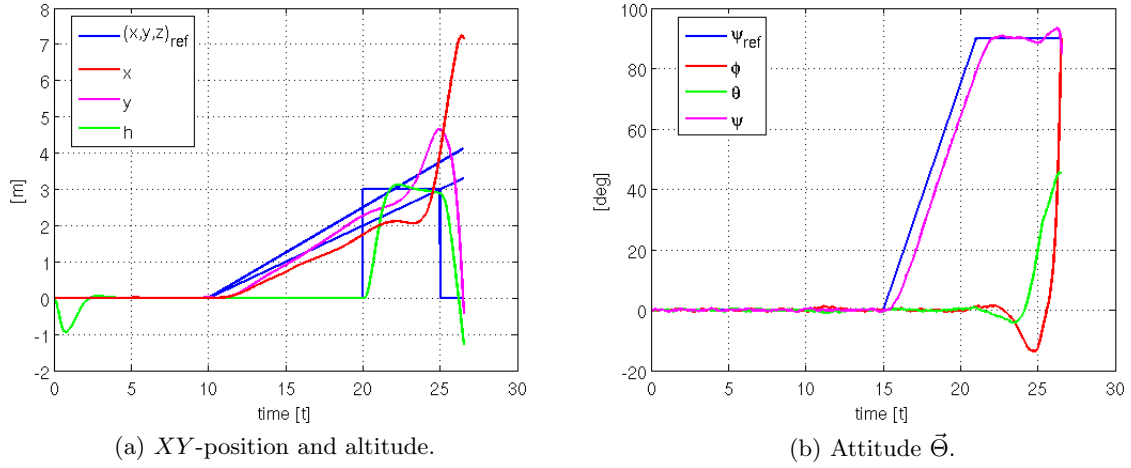 8
7
6
5
4
3
2
1
0
-1
-2
[m]
(x,y,z)ref
x
y
h
0 5 10 15 20 25 30
time [t]
(a) XY-position and altitude.
100
80
60
40
20
0
-20
[deg]
ψref
ϕ
θ
ψ
0 5 10 15 20 25 30
time [t]
(b) Attitude Θ⃗.